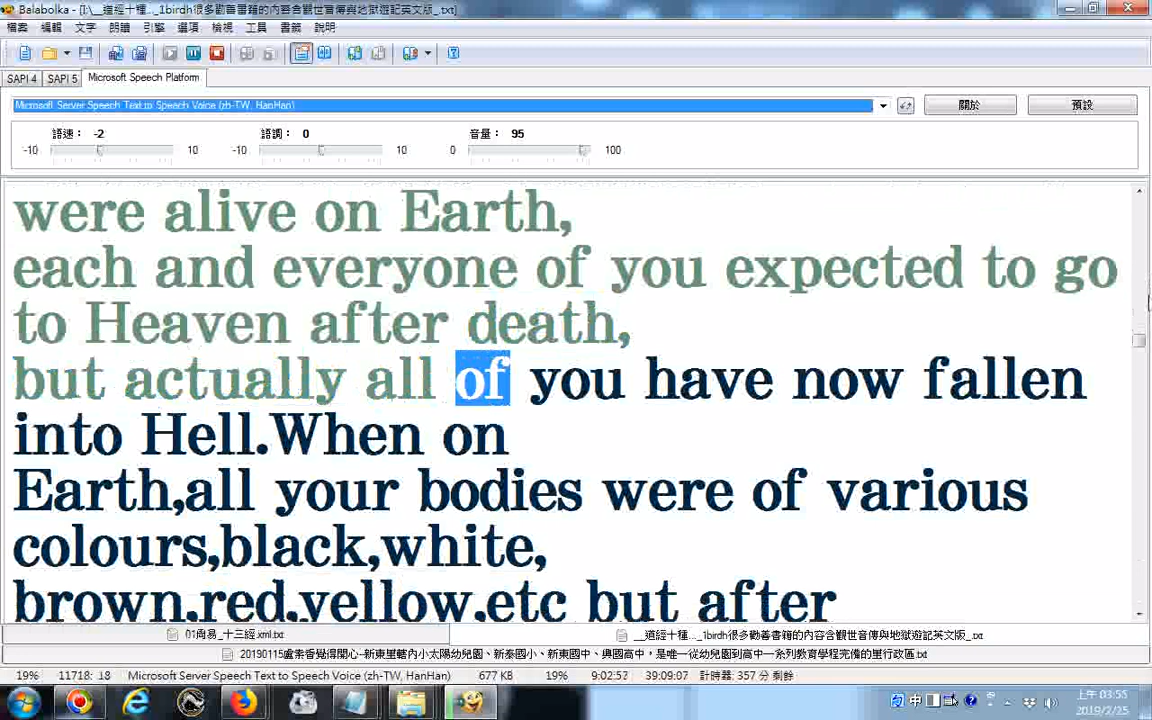 Balabolka - [I:\__道經十種..._1birdh很多勸善書籍的內容含觀世音傳與地獄遊記英文版_.txt]
檔案 編輯 文字 朗讀 引擎 選項 檢視 工具 書籤 說明
SAPI 4 SAPI 5 Microsoft Speech Platform
Microsoft Server Speech Text to Speech Voice (zh-TW, HanHan)
關於 預設
語速： -2 語調： 0 音量： 95
-10 10 -10 10 0 100
were alive on Earth,
each and everyone of you expected to go
to Heaven after death,
but actually all of you have now fallen
into Hell.When on
Earth,all your bodies were of various
colours,black,white,
brown,red,yellow,etc but after
01周易_十三經.xml.txt __道經十種..._1birdh很多勸善書籍的內容含觀世音傳與地獄遊記英文版_.txt
20190115盧素香覺得開心-新東里轄內小太陽幼兒園、新泰國小、新東國中、興國高中，是唯一從幼兒園到高中一系列教育學程完備的里行政區.txt
19% 11718: 18 Microsoft Server Speech Text to Speech Voice (zh-TW, HanHan) 677 KB 19% 9:02:52 39:09:07 計時器: 357 分 剩餘
中
上午 03:55
2019/2/25